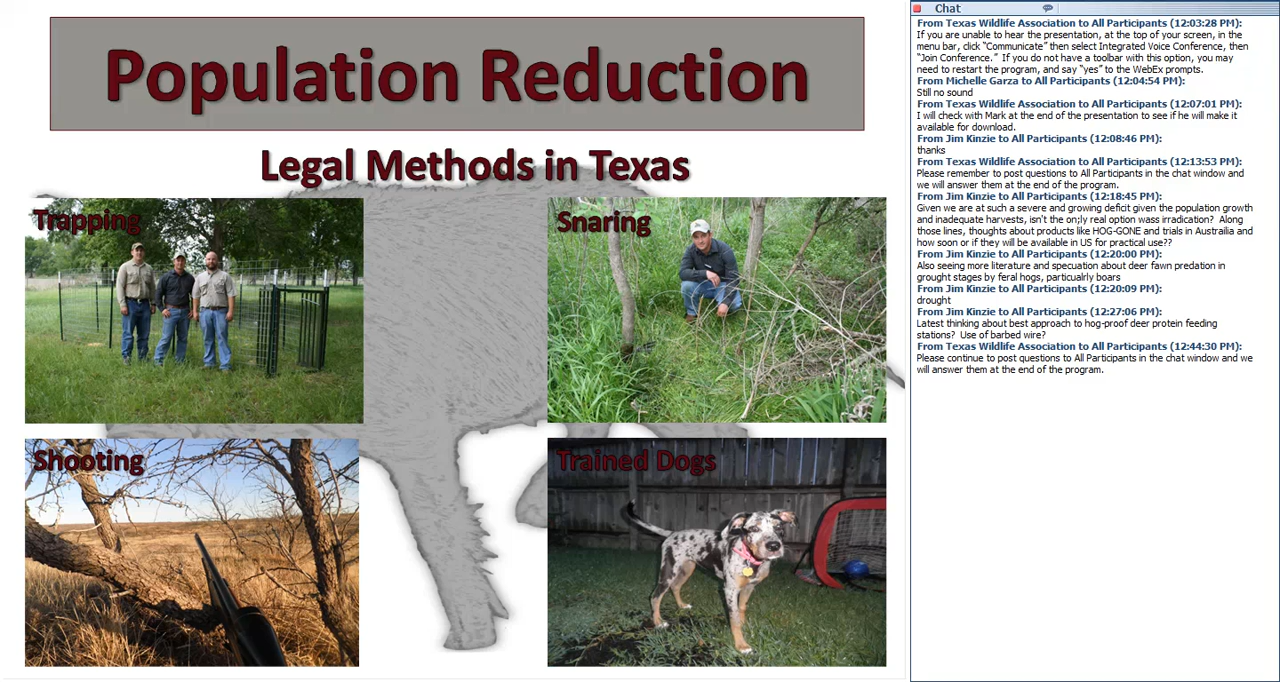 Population Reduction
Legal Methods in Texas
Trapping
Snaring
Shooting
Trained Dogs
Chat
From Texas Wildlife Association to All Participants (12:03:28 PM):
If you are unable to hear the presentation, at the top of your screen, in the
menu bar, click "Communicate" then select Integrated Voice Conference, then
"Join Conference." If you do not have a toolbar with this option, you may
need to restart the program, and say "yes" to the WebEx prompts.
From Michelle Garza to All Participants (12:04:54 PM):
Still no sound
From Texas Wildlife Association to All Participants (12:07:01 PM):
I will check with Mark at the end of the presentation to see if he will make it
available for download.
From Jim Kinzie to All Participants (12:08:46 PM):
thanks
From Texas Wildlife Association to All Participants (12:13:53 PM):
Please remember to post questions to All Participants in the chat window and
we will answer them at the end of the program.
From Jim Kinzie to All Participants (12:18:45 PM):
Given we are at such a severe and growing deficit given the population growth
and inadequate harvests, isn't the on;ly real option wass irradication? Along
those lines, thoughts about products like HOG-GONE and trials in Austrailia and
how soon or if they will be available in US for practical use??
From Jim Kinzie to All Participants (12:20:00 PM):
Also seeing more literature and specuation about deer fawn predation in
grought stages by feral hogs, particualrly boars
From Jim Kinzie to All Participants (12:20:09 PM):
drought
From Jim Kinzie to All Participants (12:27:06 PM):
Latest thinking about best approach to hog-proof deer protein feeding
stations? Use of barbed wire?
From Texas Wildlife Association to All Participants (12:44:30 PM):
Please continue to post questions to All Participants in the chat window and we
will answer them at the end of the program.